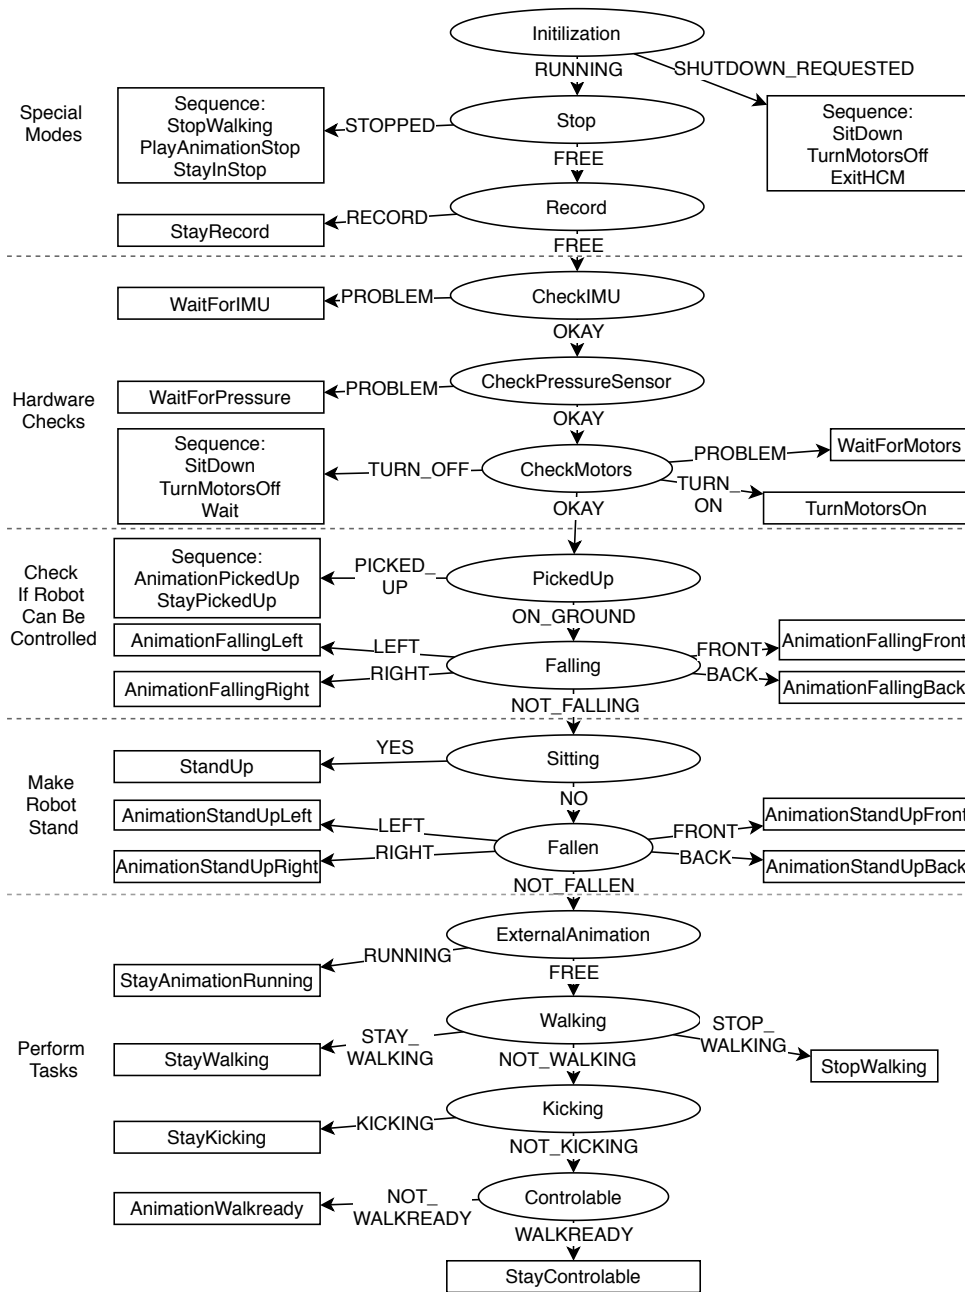 Initilization
RUNNING
SHUTDOWN_REQUESTED
Special
Modes
Sequence:
StopWalking
PlayAnimationStop
StayInStop
STOPPED
Stop
Sequence:
SitDown
TurnMotorsOff
ExitHCM
FREE
StayRecord
RECORD
Record
FREE
WaitForIMU
PROBLEM
CheckIMU
OKAY
Hardware
Checks
WaitForPressure
PROBLEM
CheckPressureSensor
OKAY
Sequence:
SitDown
TurnMotorsOff
Wait
TURN_OFF
CheckMotors
PROBLEM
WaitForMotors
TURN_
ON
TurnMotorsOn
OKAY
Check
If Robot
Can Be
Controlled
Sequence:
AnimationPickedUp
StayPickedUp
PICKED_
UP
PickedUp
ON_GROUND
AnimationFallingLeft
LEFT
Falling
FRONT
AnimationFallingFront
AnimationFallingRight
RIGHT
BACK
AnimationFallingBack
NOT_FALLING
Make
Robot
Stand
StandUp
YES
Sitting
NO
AnimationStandUpLeft
LEFT
Fallen
FRONT
AnimationStandUpFront
AnimationStandUpRight
RIGHT
BACK
AnimationStandUpBack
NOT_FALLEN
ExternalAnimation
RUNNING
StayAnimationRunning
FREE
Perform
Tasks
StayWalking
STAY_
WALKING
Walking
STOP_
WALKING
StopWalking
NOT_WALKING
StayKicking
KICKING
Kicking
NOT_KICKING
AnimationWalkready
NOT_
WALKREADY
Controlable
WALKREADY
StayControlable